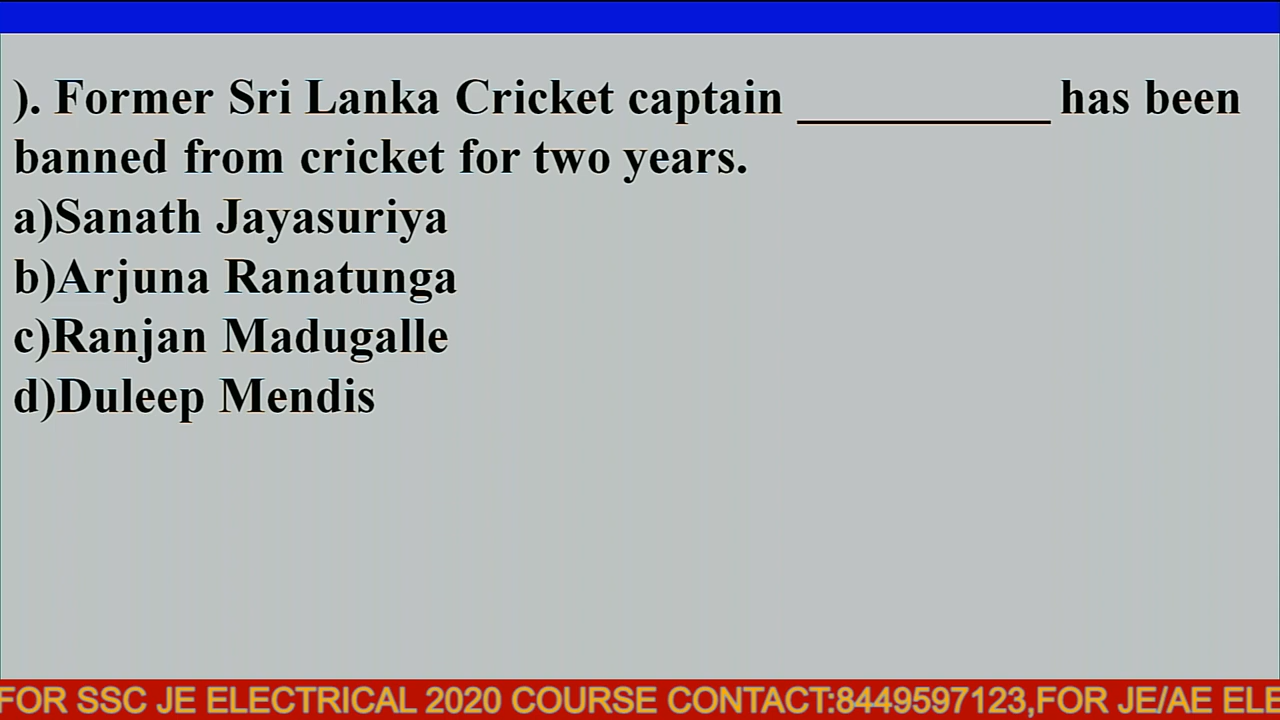 ). Former Sri Lanka Cricket captain __________ has been
banned from cricket for two years.
a)Sanath Jayasuriya
b)Arjuna Ranatunga
c)Ranjan Madugalle
d)Duleep Mendis
FOR SSC JE ELECTRICAL 2020 COURSE CONTACT:8449597123,FOR JE/AE ELE